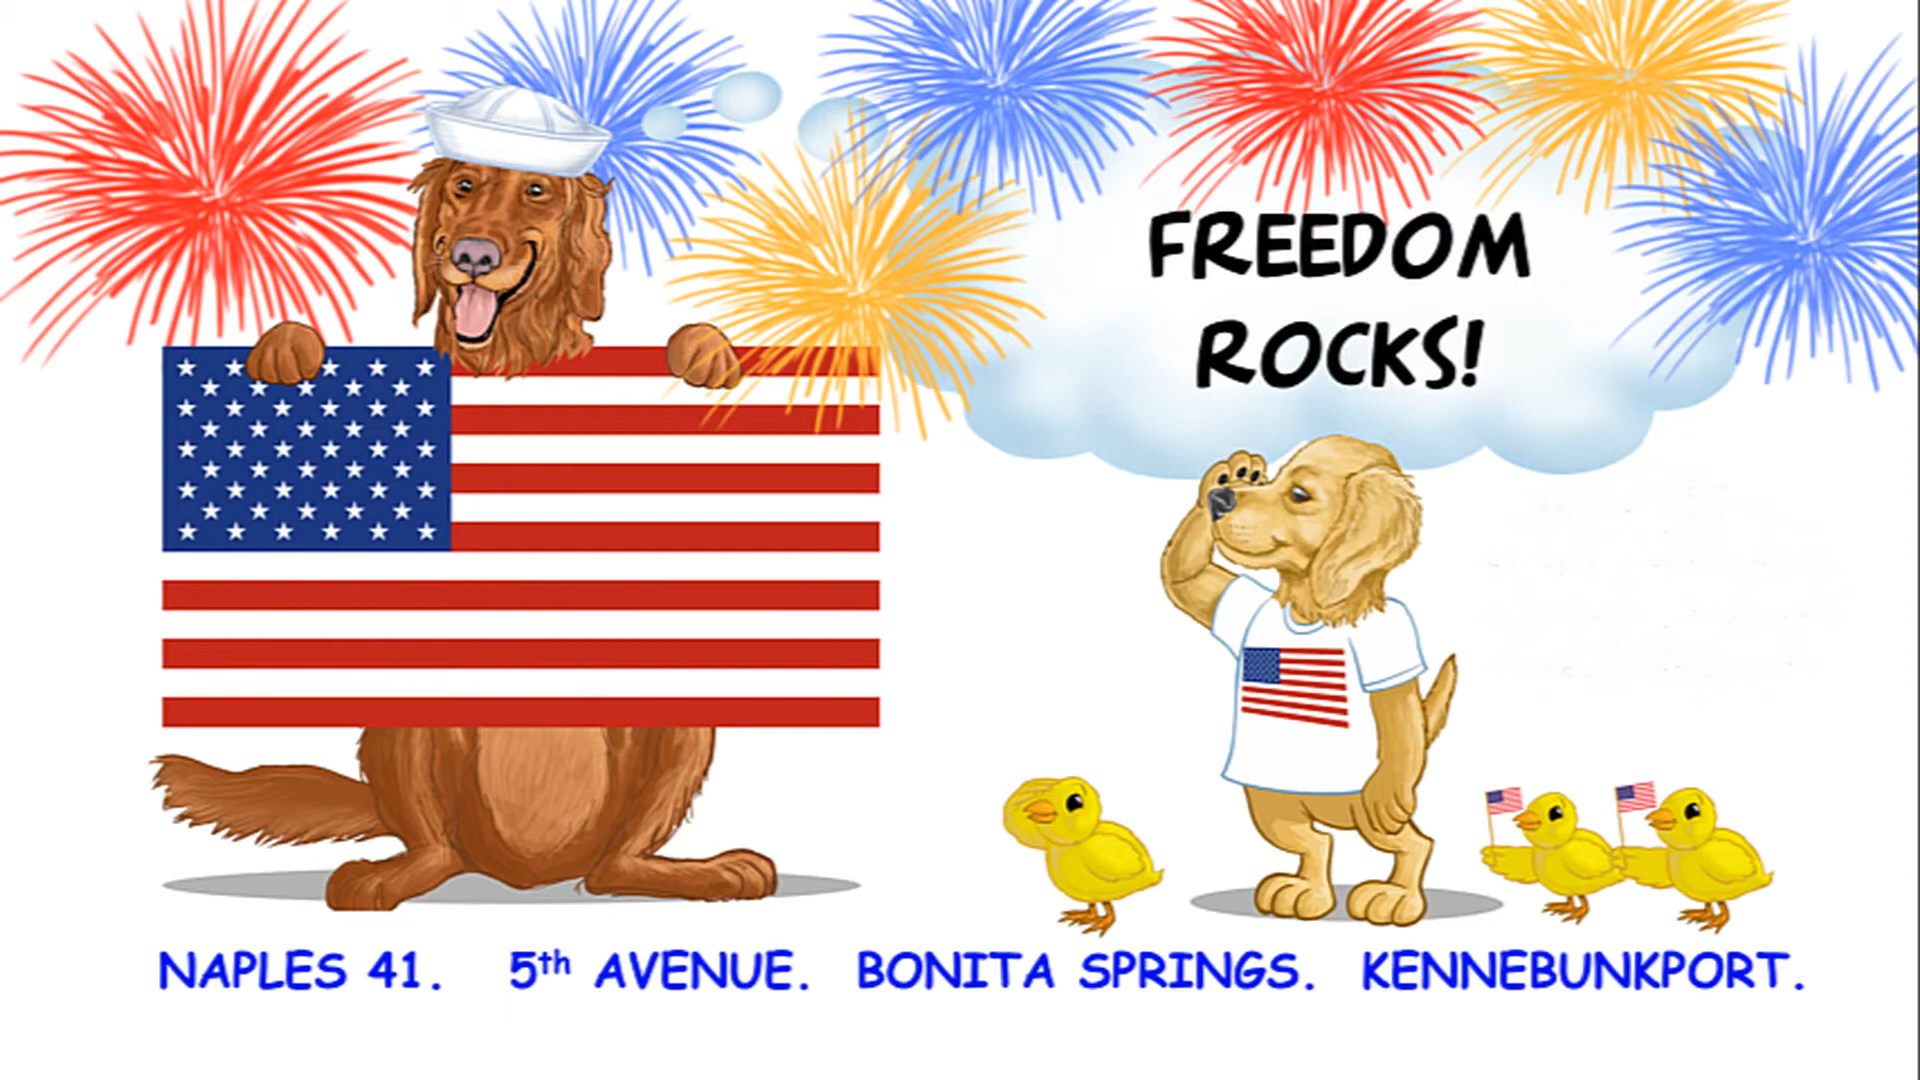 FREEDOM
ROCKS!
NAPLES 41. 5th AVENUE. BONITA SPRINGS. KENNEBUNKPORT.